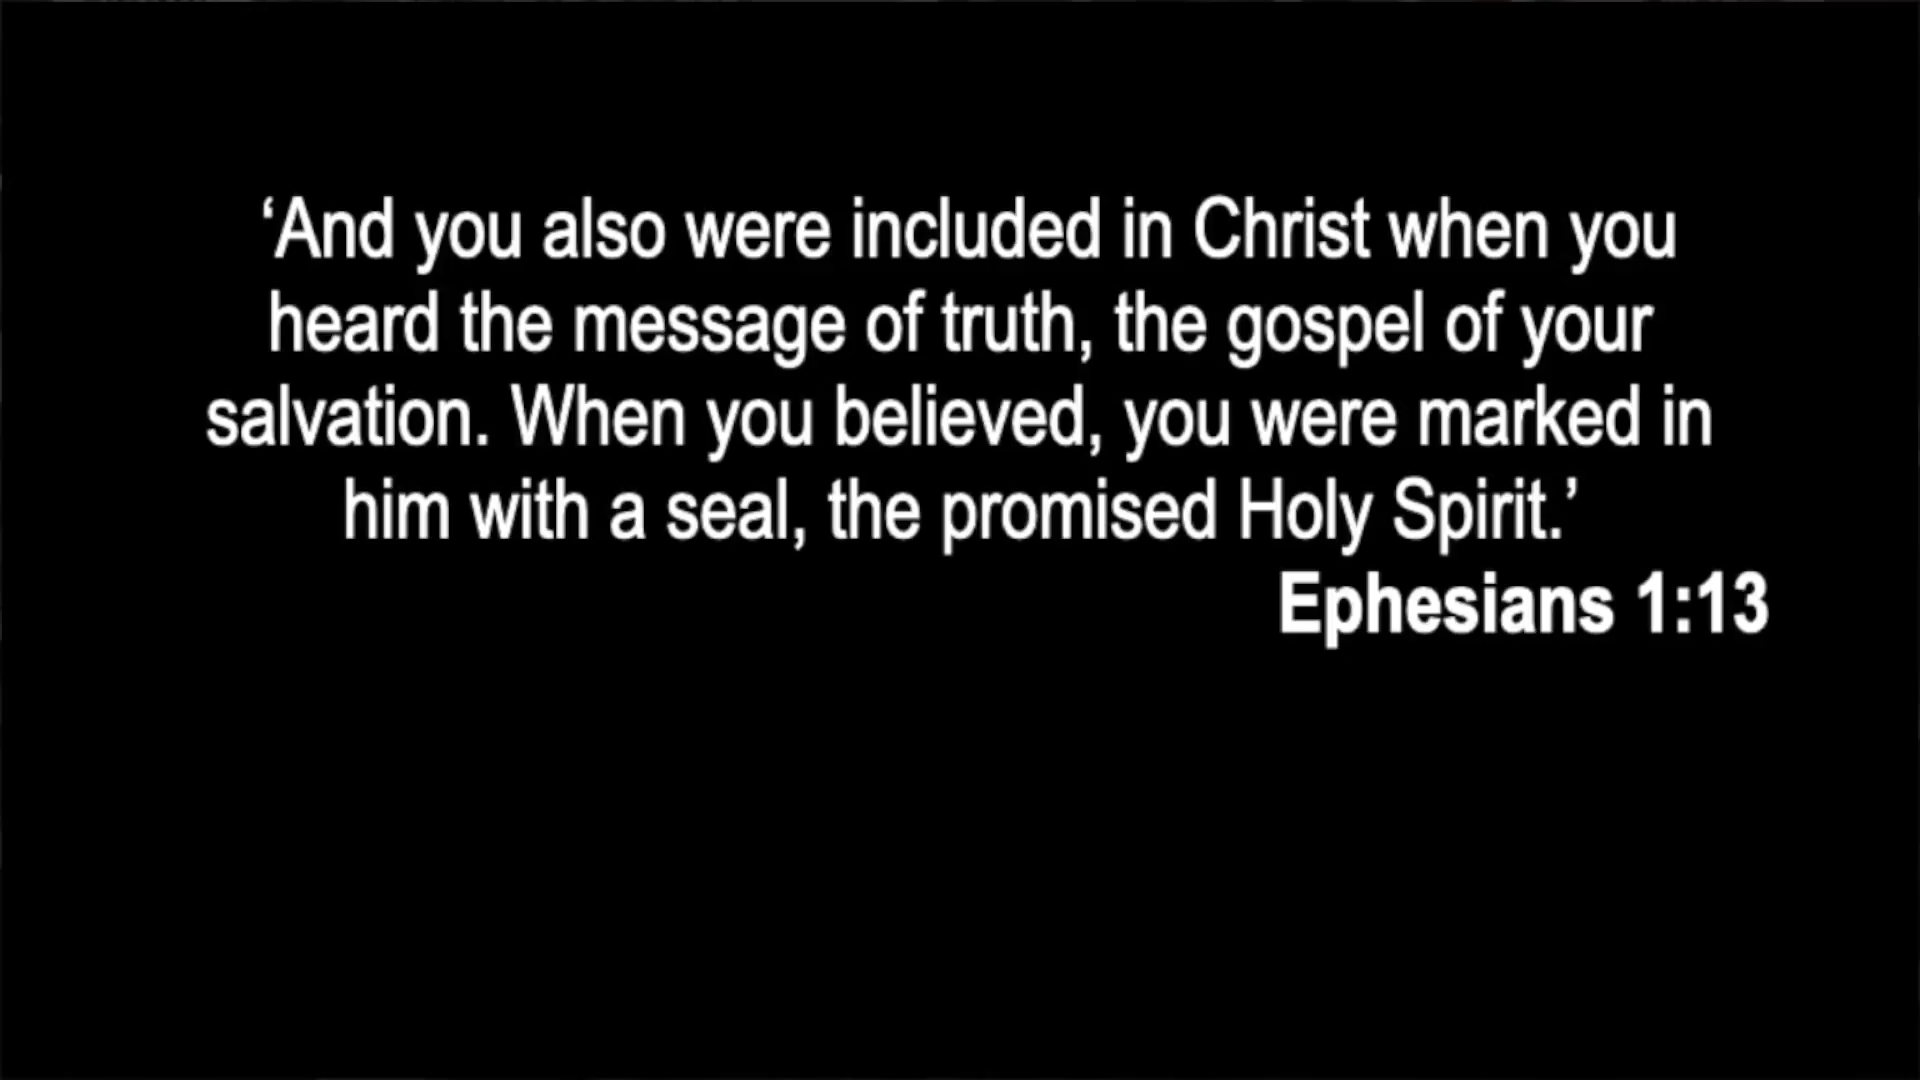 ‘And you also were included in Christ when you
heard the message of truth, the gospel of your
salvation. When you believed, you were marked in
him with a seal, the promised Holy Spirit.’
Ephesians 1:13